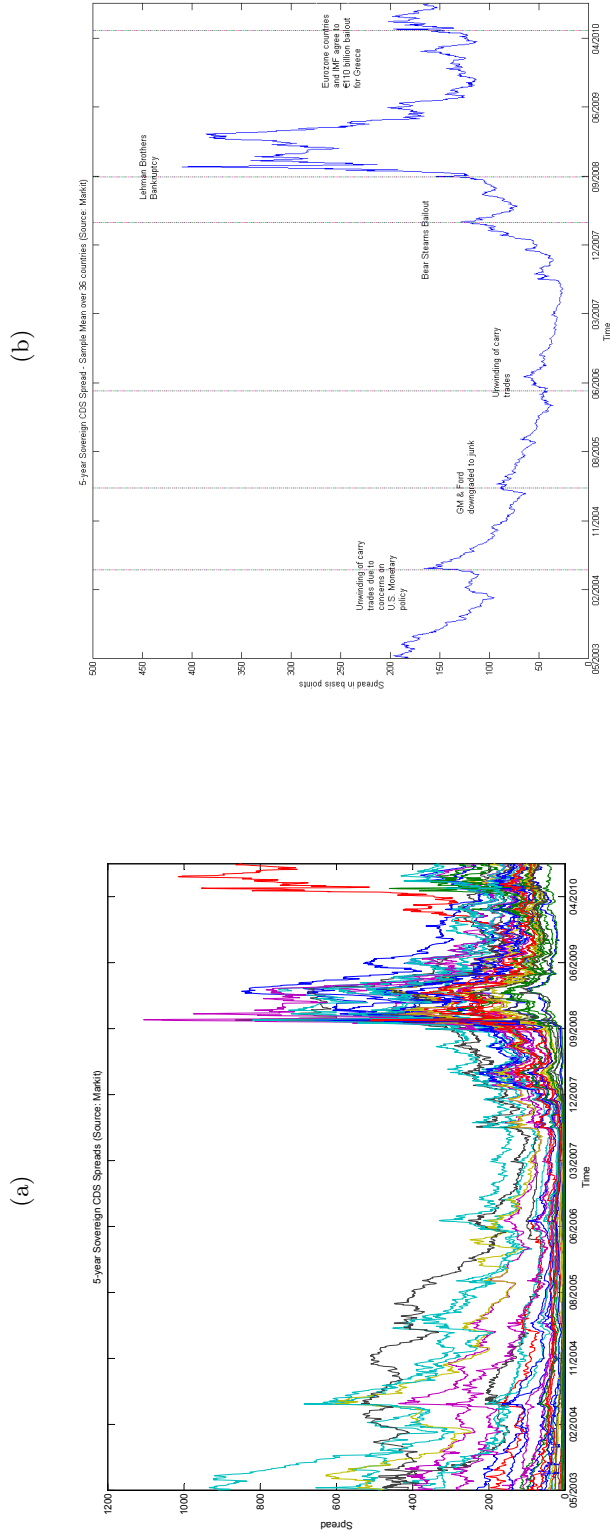 (a)
5-year Sovereign CDS Spreads (Source: Markit)
1200
1000
800
600
400
200
0
Spread
05/2003
02/2004
11/2004
08/2005
06/2006
03/2007
12/2007
09/2008
06/2009
04/2010
Time
(b)
5-year Sovereign CDS Spread - Sample Mean over 36 countries (Source: Markit)
500
450
400
350
300
250
200
150
100
50
0
Spread in basis points
Unwinding of carry
trades due to
concerns on
U.S. Monetary
policy
GM & Ford
downgraded to junk
Unwinding of carry
trades
Bear Stearns Bailout
Lehman Brothers
Bankruptcy
Eurozone countries
and IMF agree to
€110 billion bailout
for Greece
05/2003
02/2004
11/2004
08/2005
06/2006
03/2007
12/2007
09/2008
06/2009
04/2010
Time